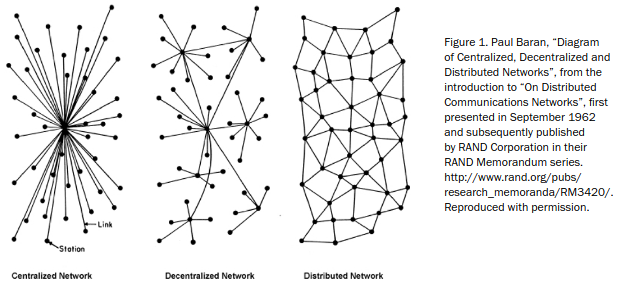 Link
Station
Centralized Network
Decentralized Network
Distributed Network
Figure 1. Paul Baran, “Diagram
of Centralized, Decentralized and
Distributed Networks”, from the
introduction to “On Distributed
Communications Networks”, first
presented in September 1962
and subsequently published
by RAND Corporation in their
RAND Memorandum series.
http://www.rand.org/pubs/
research_memoranda/RM3420/.
Reproduced with permission.